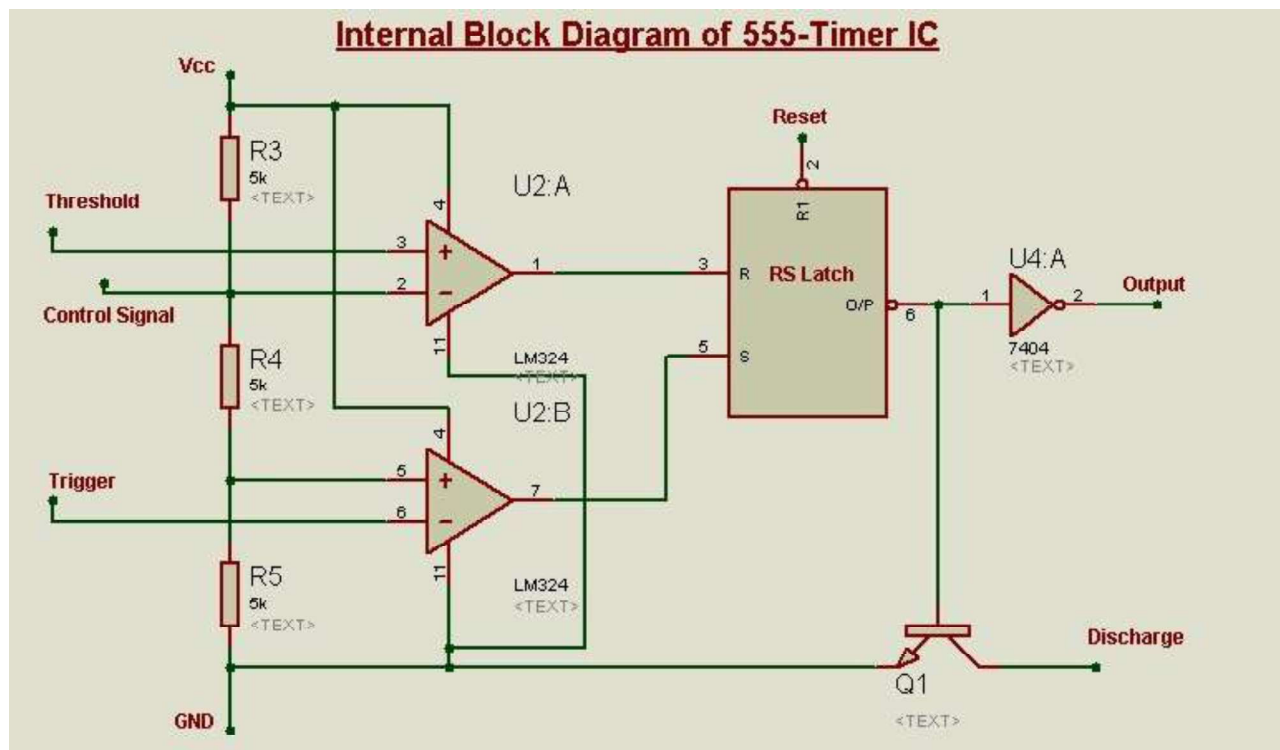 Internal Block Diagram of 555-Timer IC
Vcc
Reset
R3
5k
<TEXT>
2
R1
U2:A
4
Threshold
3
+
2
−
1
11
Control Signal
3
R
RS Latch
5
S
O/P
6
U4:A
1
2
Output
7404
<TEXT>
R4
5k
<TEXT>
LM324
<TEXT>
U2:B
4
Trigger
5
+
6
−
7
11
R5
5k
<TEXT>
LM324
<TEXT>
Discharge
Q1
<TEXT>
GND